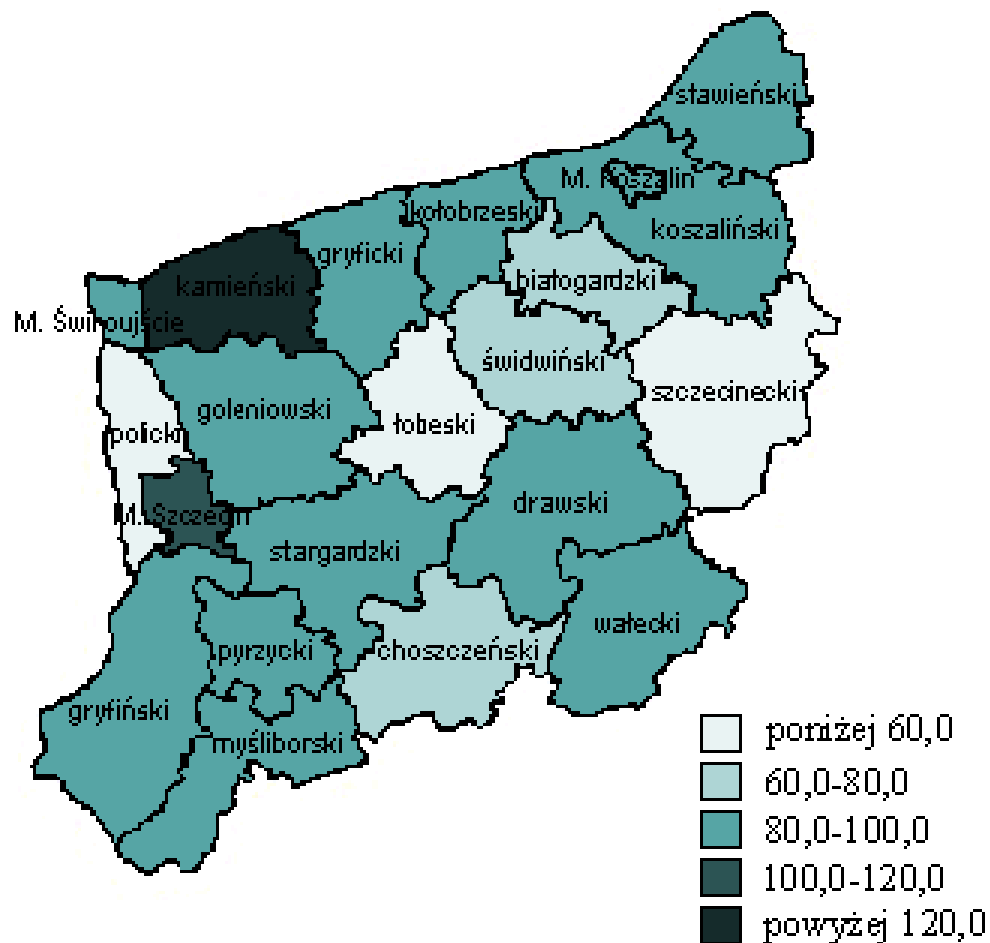 sławieński
M. Koszalin
kołobrzeski
koszaliński
gryficki
białogardzki
kamieński
M. Świnoujście
świdwiński
szczecinecki
goleniowski
łobeski
policki
drawski
M. Szczecin
stargardzki
wałecki
pyrzycki
choszczeński
gryfiński
myśliborski
poniżej 60,0
60,0-80,0
80,0-100,0
100,0-120,0
powyżej 120,0